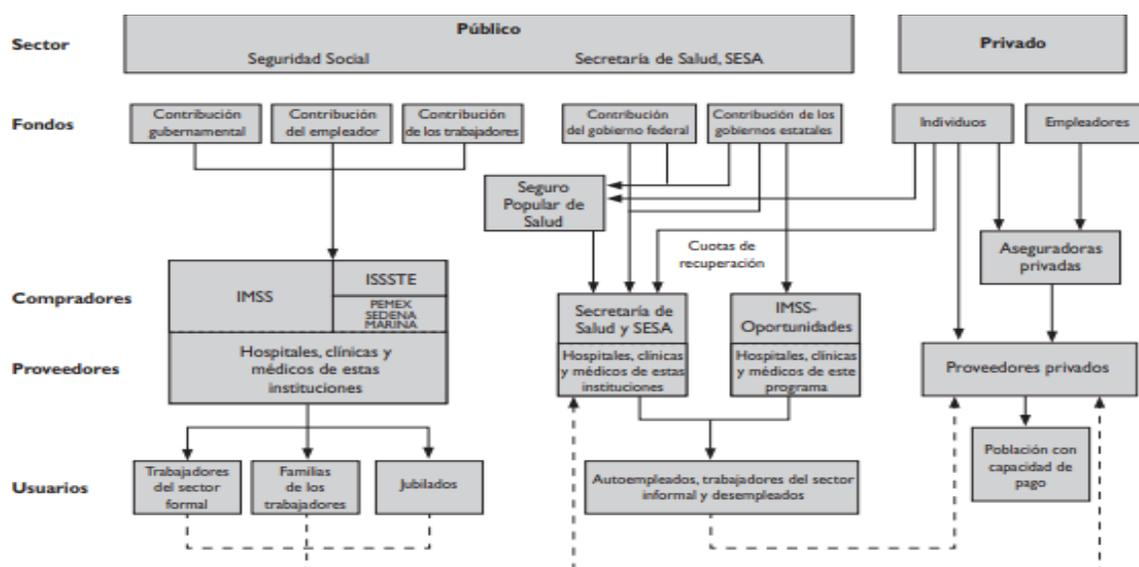 Sector
Público
Seguridad Social
Secretaría de Salud, SESA
Privado
Fondos
Contribución
gubernamental
Contribución
del empleador
Contribución
de los trabajadores
Contribución
del gobierno federal
Contribución de los
gobiernos estatales
Individuos
Empleadores
Seguro
Popular de
Salud
Cuotas de
recuperación
Aseguradoras
privadas
Compradores
IMSS
ISSSTE
PEMEX
SEDENA
MARINA
Secretaría de
Salud y SESA
IMSS-
Oportunidades
Proveedores
Hospitales, clínicas y
médicos de estas
instituciones
Hospitales, clínicas
y médicos de estas
instituciones
Hospitales, clínicas
y médicos de este
programa
Proveedores privados
Usuarios
Trabajadores
del sector
formal
Familias
de los
trabajadores
Jubilados
Autoempleados, trabajadores del sector
informal y desempleados
Población con
capacidad de
pago